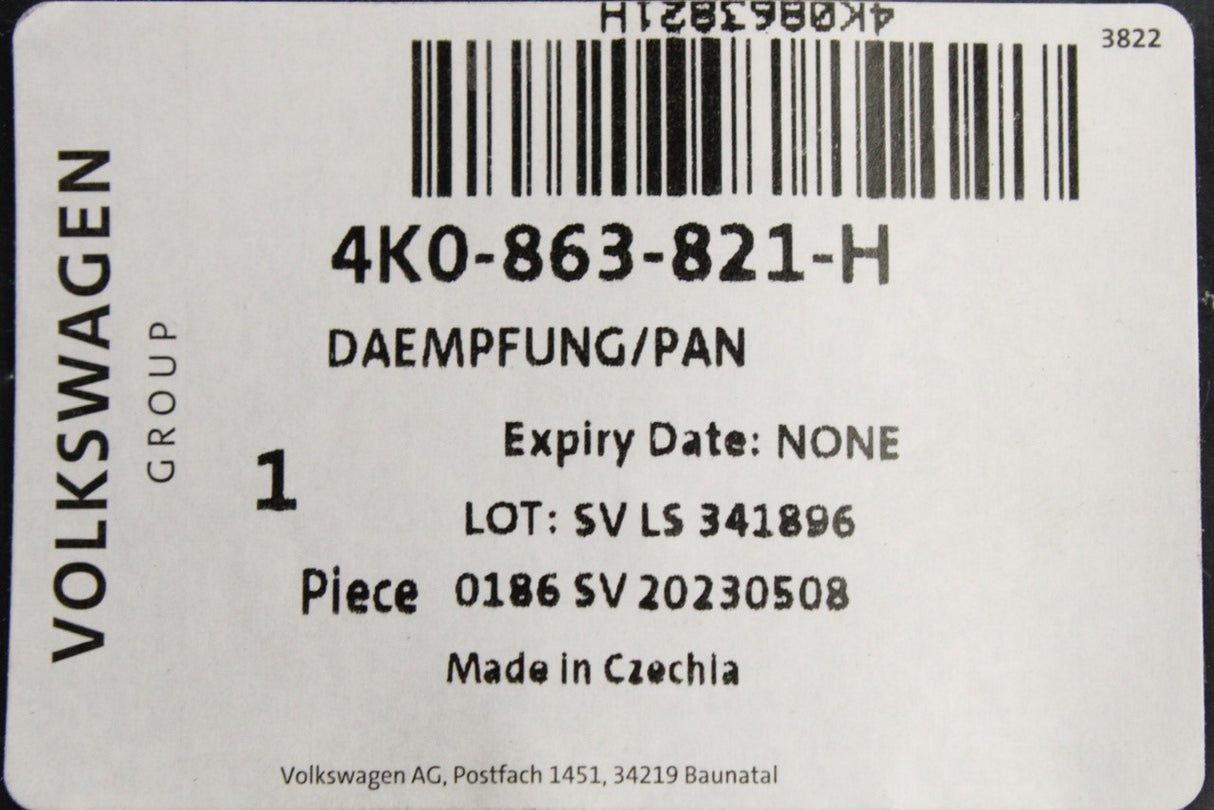 4K0863821H
3822
VOLKSWAGEN
GROUP
4K0-863-821-H
DAEMPFUNG/PAN
Expiry Date: NONE
1
LOT: SV LS 341896
Piece 0186 SV 20230508
Made in Czechia
Volkswagen AG, Postfach 1451, 34219 Baunatal